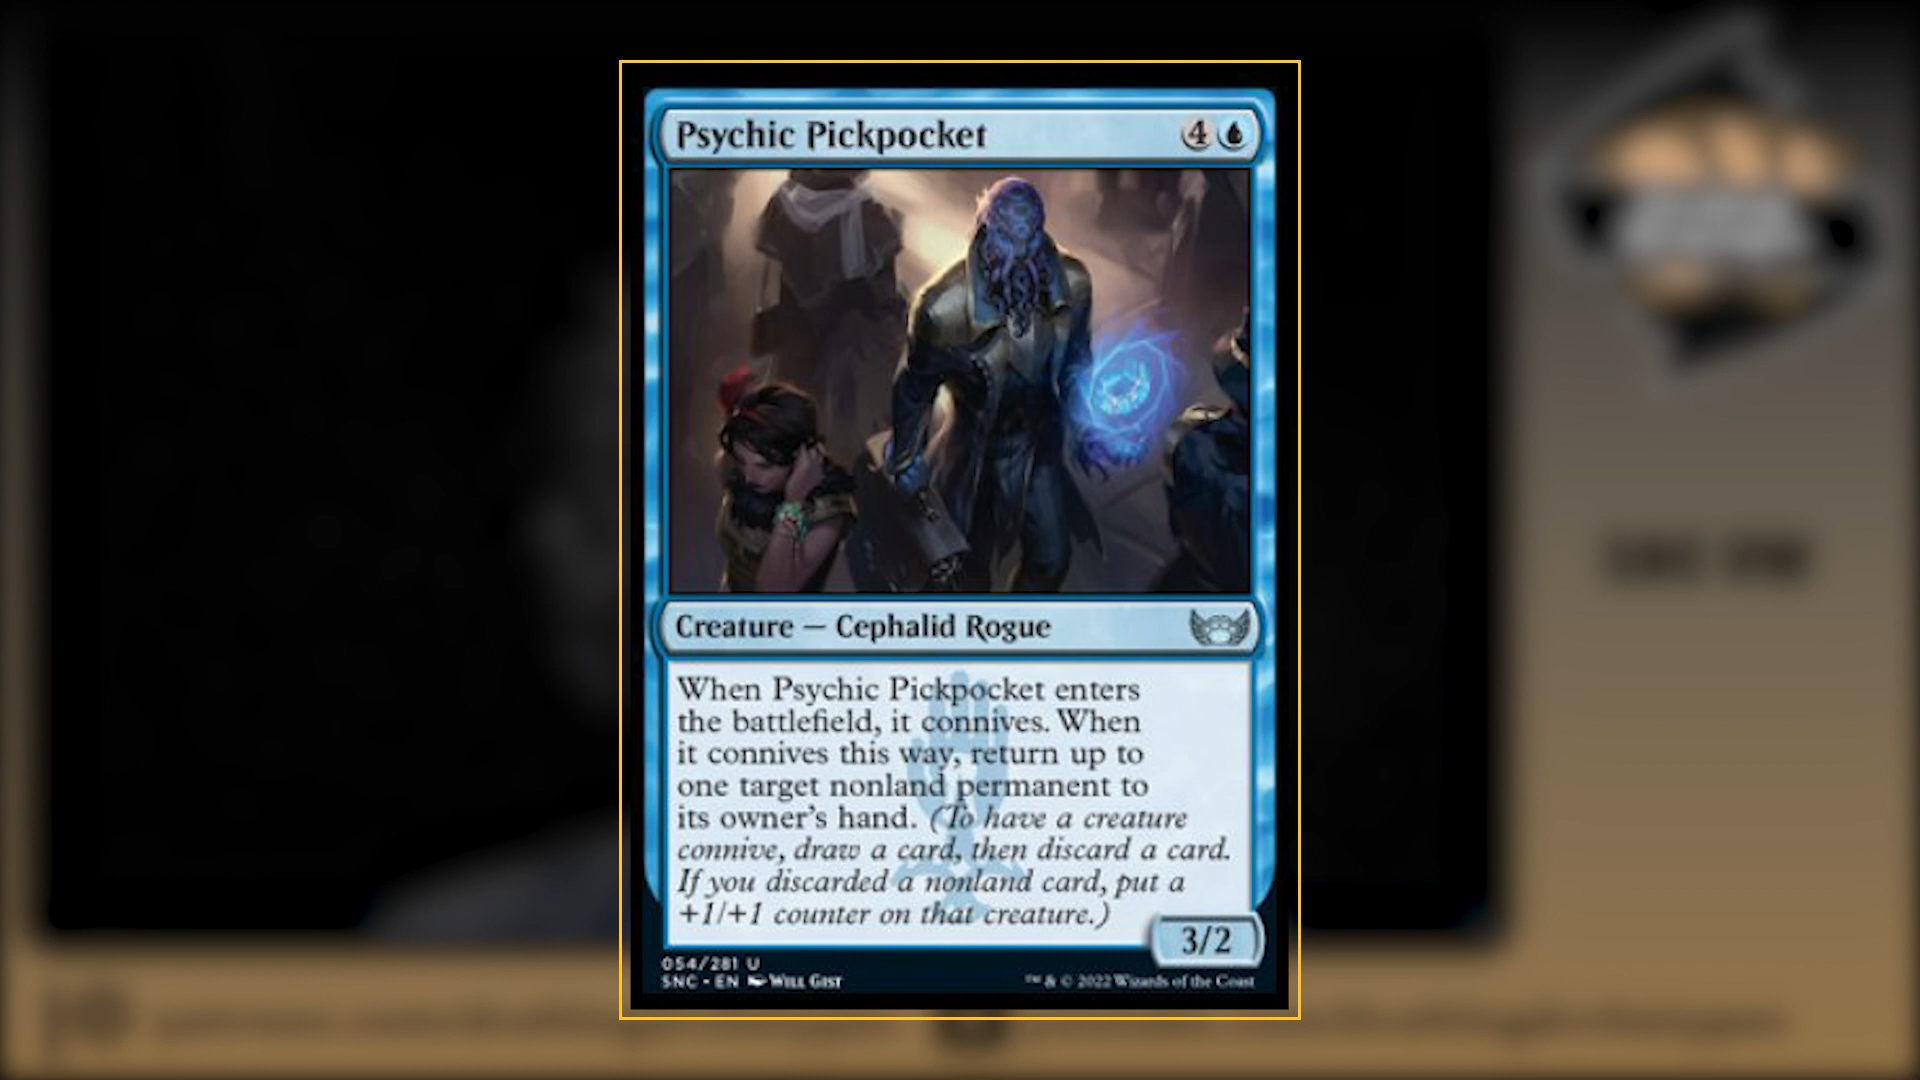 Psychic Pickpocket 4
Creature — Cephalid Rogue
When Psychic Pickpocket enters
the battlefield, it connives. When
it connives this way, return up to
one target nonland permanent to
its owner's hand. (To have a creature
connive, draw a card, then discard a card.
If you discarded a nonland card, put a
+1/+1 counter on that creature.)
3/2
054/281 U
SNC • EN WILL GIST
™ & © 2022 Wizards of the Coast